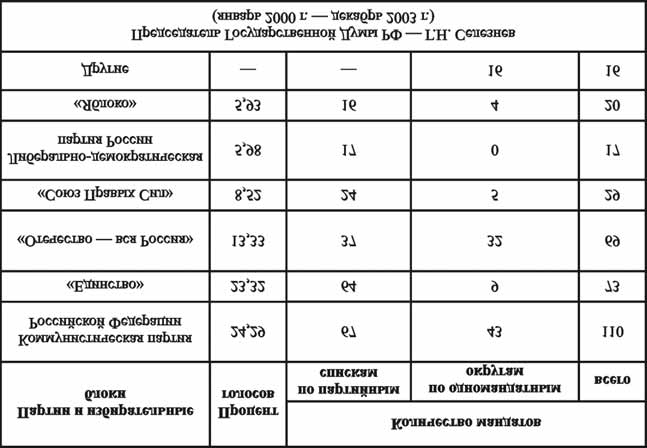 Партии и избирательные
блоки
Процент
голосов
Количество мандатов
по партийным
спискам
по одномандатным
округам
всего
Коммунистическая партия
Российской Федерации
24,29
67
43
110
«Единство»
23,32
64
9
73
«Отечество — вся Россия»
13,33
37
32
69
«Союз Правых Сил»
8,52
24
5
29
Либерально-демократическая
партия России
5,98
17
0
17
«Яблоко»
5,93
16
4
20
Другие
—
—
16
16
Председатель Государственной Думы РФ — Г.Н. Селезнев
(январь 2000 г. — декабрь 2003 г.)